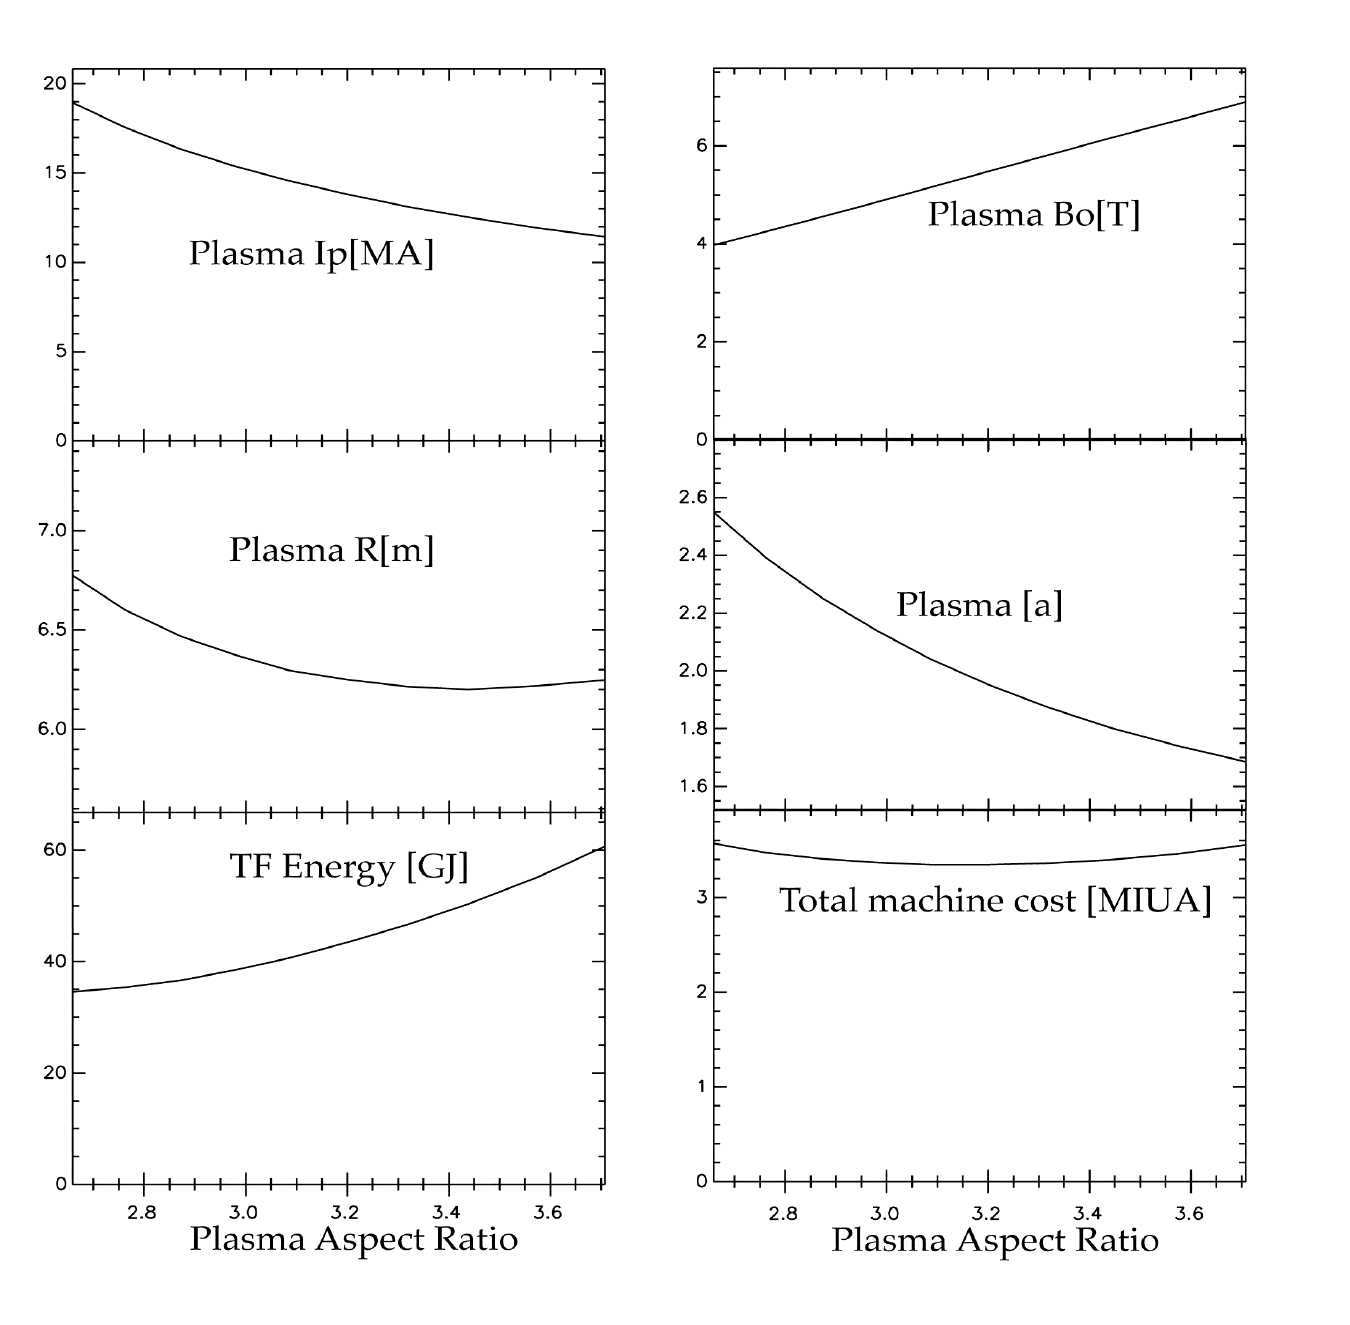 20
15
Plasma Ip[MA]
10
5
0
7.0
Plasma R[m]
6.5
6.0
60
TF Energy [GJ]
40
20
0
2.8 3.0 3.2 3.4 3.6
Plasma Aspect Ratio
6
Plasma Bo[T]
4
2
0
2.6
2.4
2.2
Plasma [a]
2.0
1.8
1.6
3
Total machine cost [MIUA]
2
1
0
2.8 3.0 3.2 3.4 3.6
Plasma Aspect Ratio